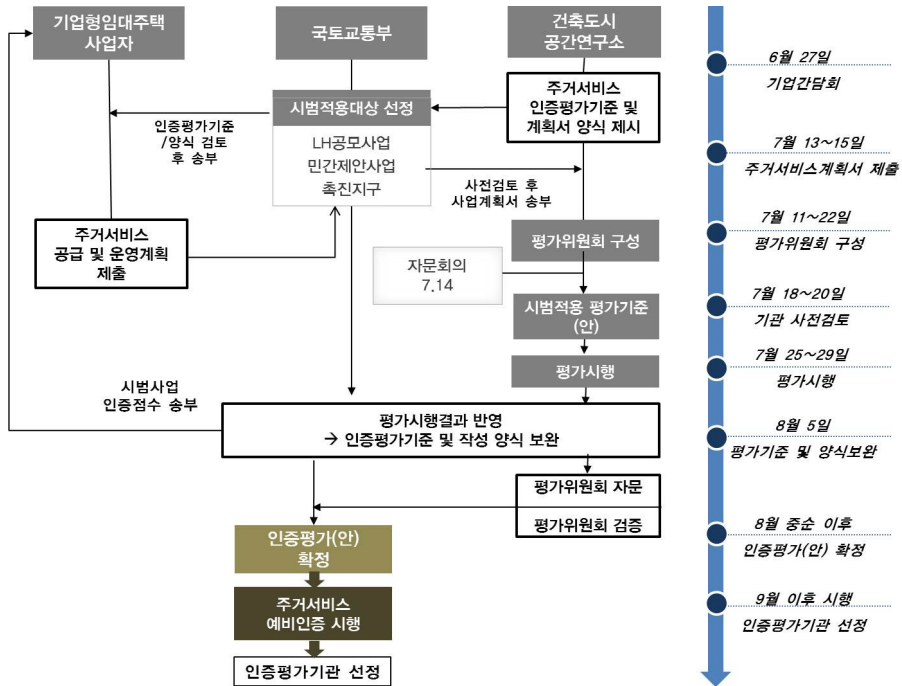 기업형임대주택
사업자
국토교통부
건축도시
공간연구소
주거서비스
인증평가기준 및
계획서 양식 제시
시범적용대상 선정
LH공모사업
민간제안사업
촉진지구
인증평가기준
/양식 검토
후 송부
사전검토 후
사업계획서 송부
주거서비스
공급 및 운영계획
제출
평가위원회 구성
자문회의
7.14
시범적용 평가기준
(안)
평가시행
시범사업
인증점수 송부
평가시행결과 반영
→ 인증평가기준 및 작성 양식 보완
평가위원회 자문
평가위원회 검증
인증평가(안)
확정
주거서비스
예비인증 시행
인증평가기관 선정
6월 27일
기업간담회
7월 13~15일
주거서비스계획서 제출
7월 11~22일
평가위원회 구성
7월 18~20일
기관 사전검토
7월 25~29일
평가시행
8월 5일
평가기준 및 양식보완
8월 중순 이후
인증평가(안) 확정
9월 이후 시행
인증평가기관 선정